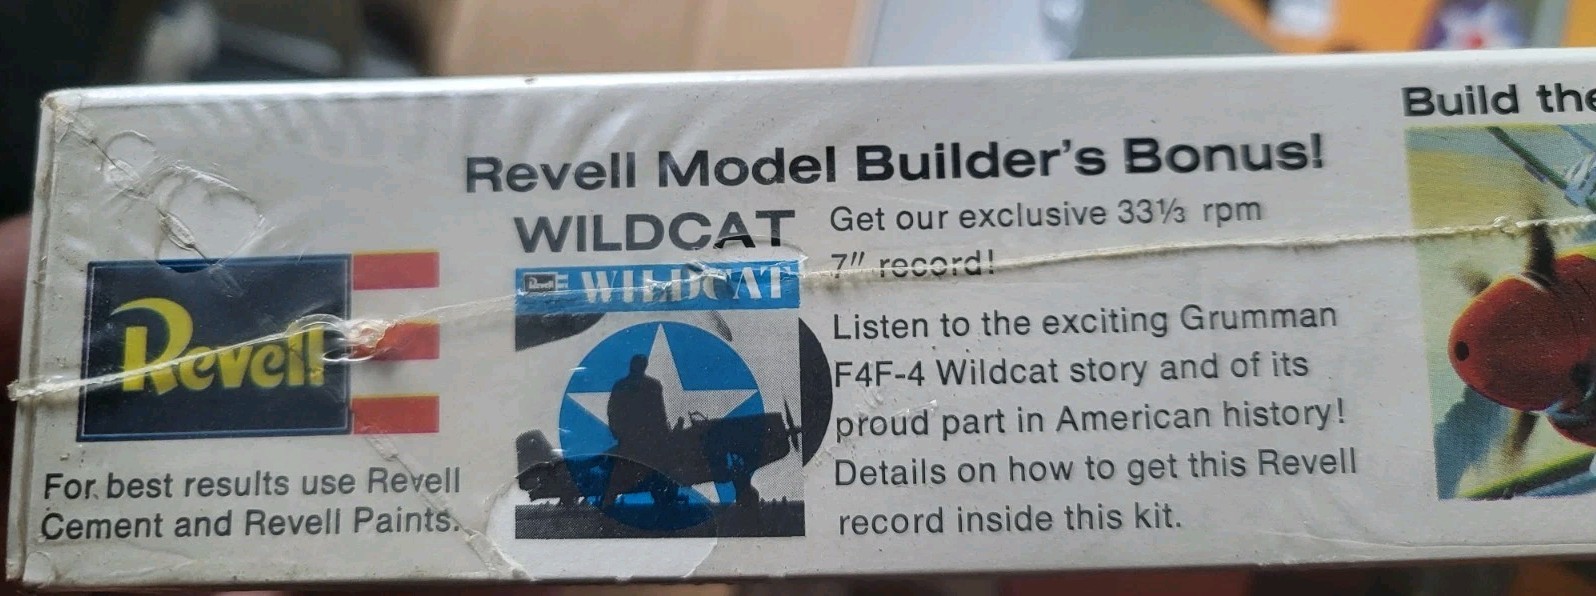 Revell
For best results use Revell
Cement and Revell Paints.
Revell Model Builder's Bonus!
WILDCAT
Revell WILDCAT
Get our exclusive 33⅓ rpm
7" record!
Listen to the exciting Grumman
F4F-4 Wildcat story and of its
proud part in American history!
Details on how to get this Revell
record inside this kit.
Build the